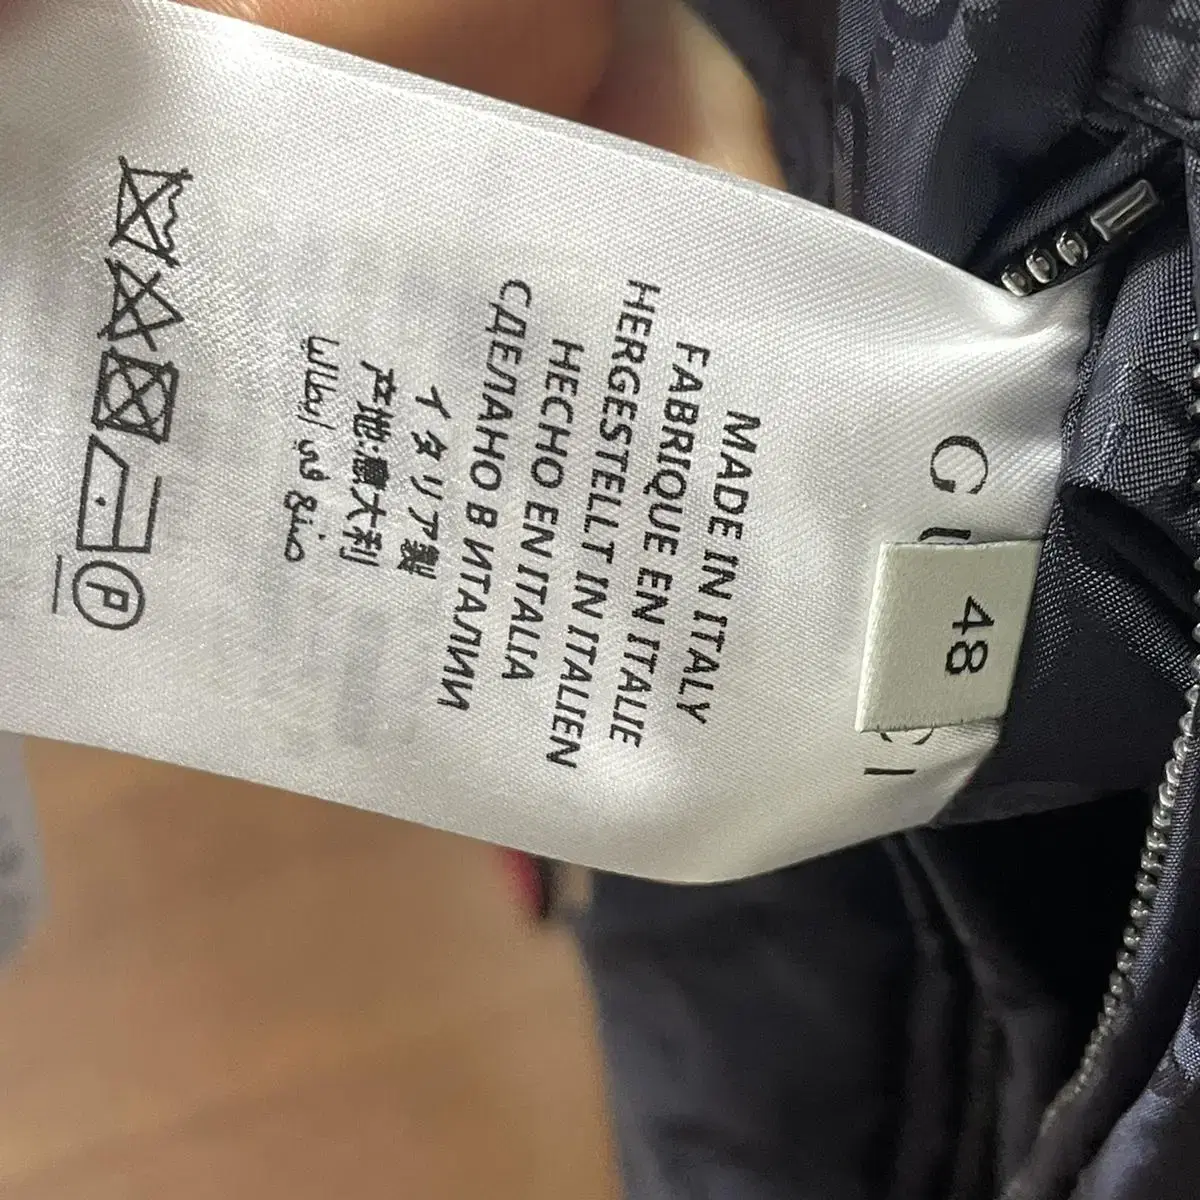 48
MADE IN ITALY
FABRIQUE EN ITALIE
HERGESTELLT IN ITALIEN
HECHO EN ITALIA
СДЕЛАНО В ИТАЛИИ
イタリア製
产地:意大利
صنع في ايطاليا
P